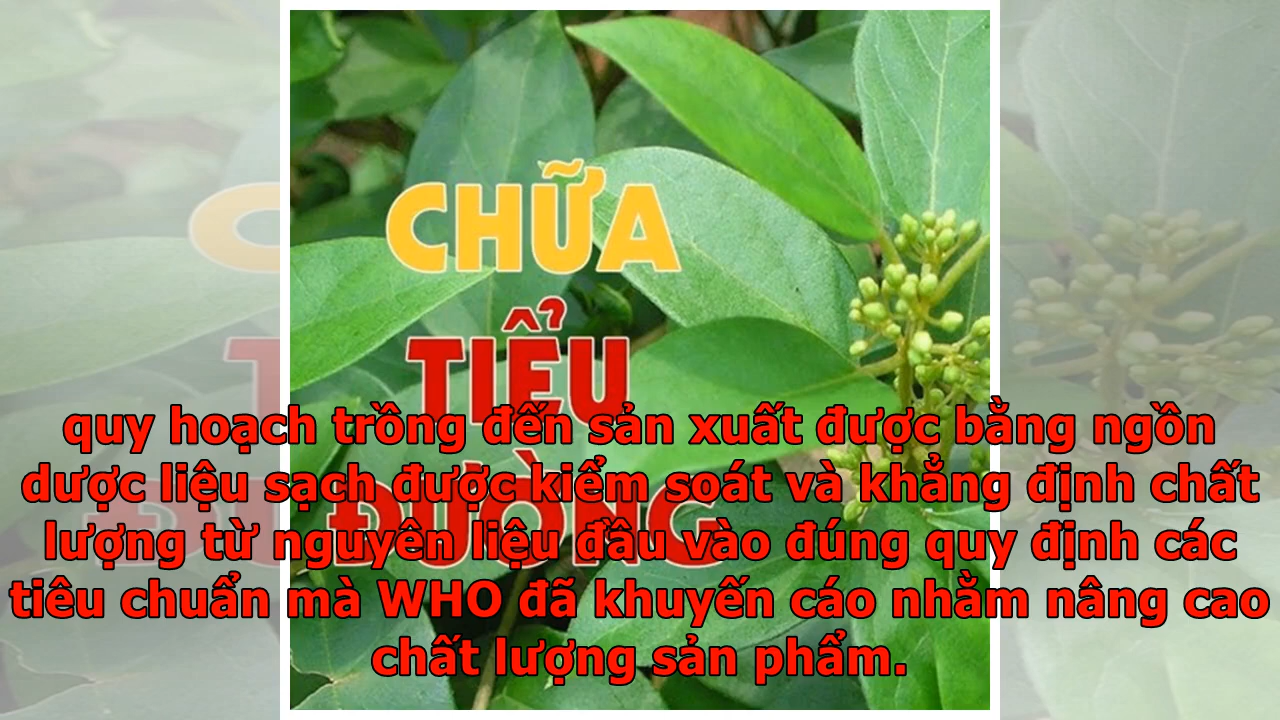 CHỮA
TIỂU
ĐƯỜNG
quy hoạch trồng đến sản xuất được bằng ngồn
dược liệu sạch được kiểm soát và khẳng định chất
lượng từ nguyên liệu đầu vào đúng quy định các
tiêu chuẩn mà WHO đã khuyến cáo nhằm nâng cao
chất lượng sản phẩm.